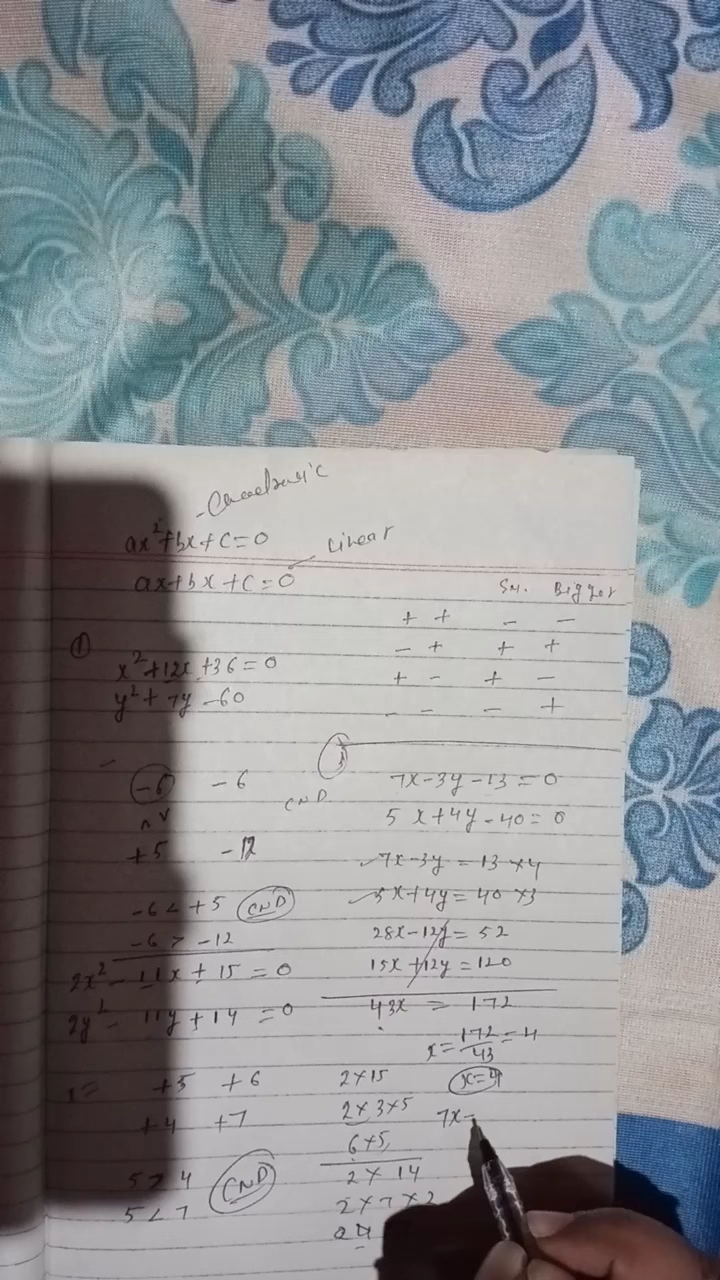 Quadratic
ax²+bx+c=0
Linear
ax+bx+c=0
Sm. Bigger
+ + - -
- + + +
+ - + -
- - - +
①
x²+12x+36=0
y²+7y-60
-6 -6
CND
+5 -12
-6 < +5 CND
-6 > -12
2x²-11x+15=0
2y²-11y+14=0
x= +5 +6
+4 +7
5>4
CND
5<7
7x-3y-13=0
5x+4y-40=0
7x-3y=13×4
5x+4y=40×3
28x-12y=52
15x+12y=120
43x=172
x=172/43=4
x=4
7x=
2×15
2×3×5
6+5
2×14
2×7×2